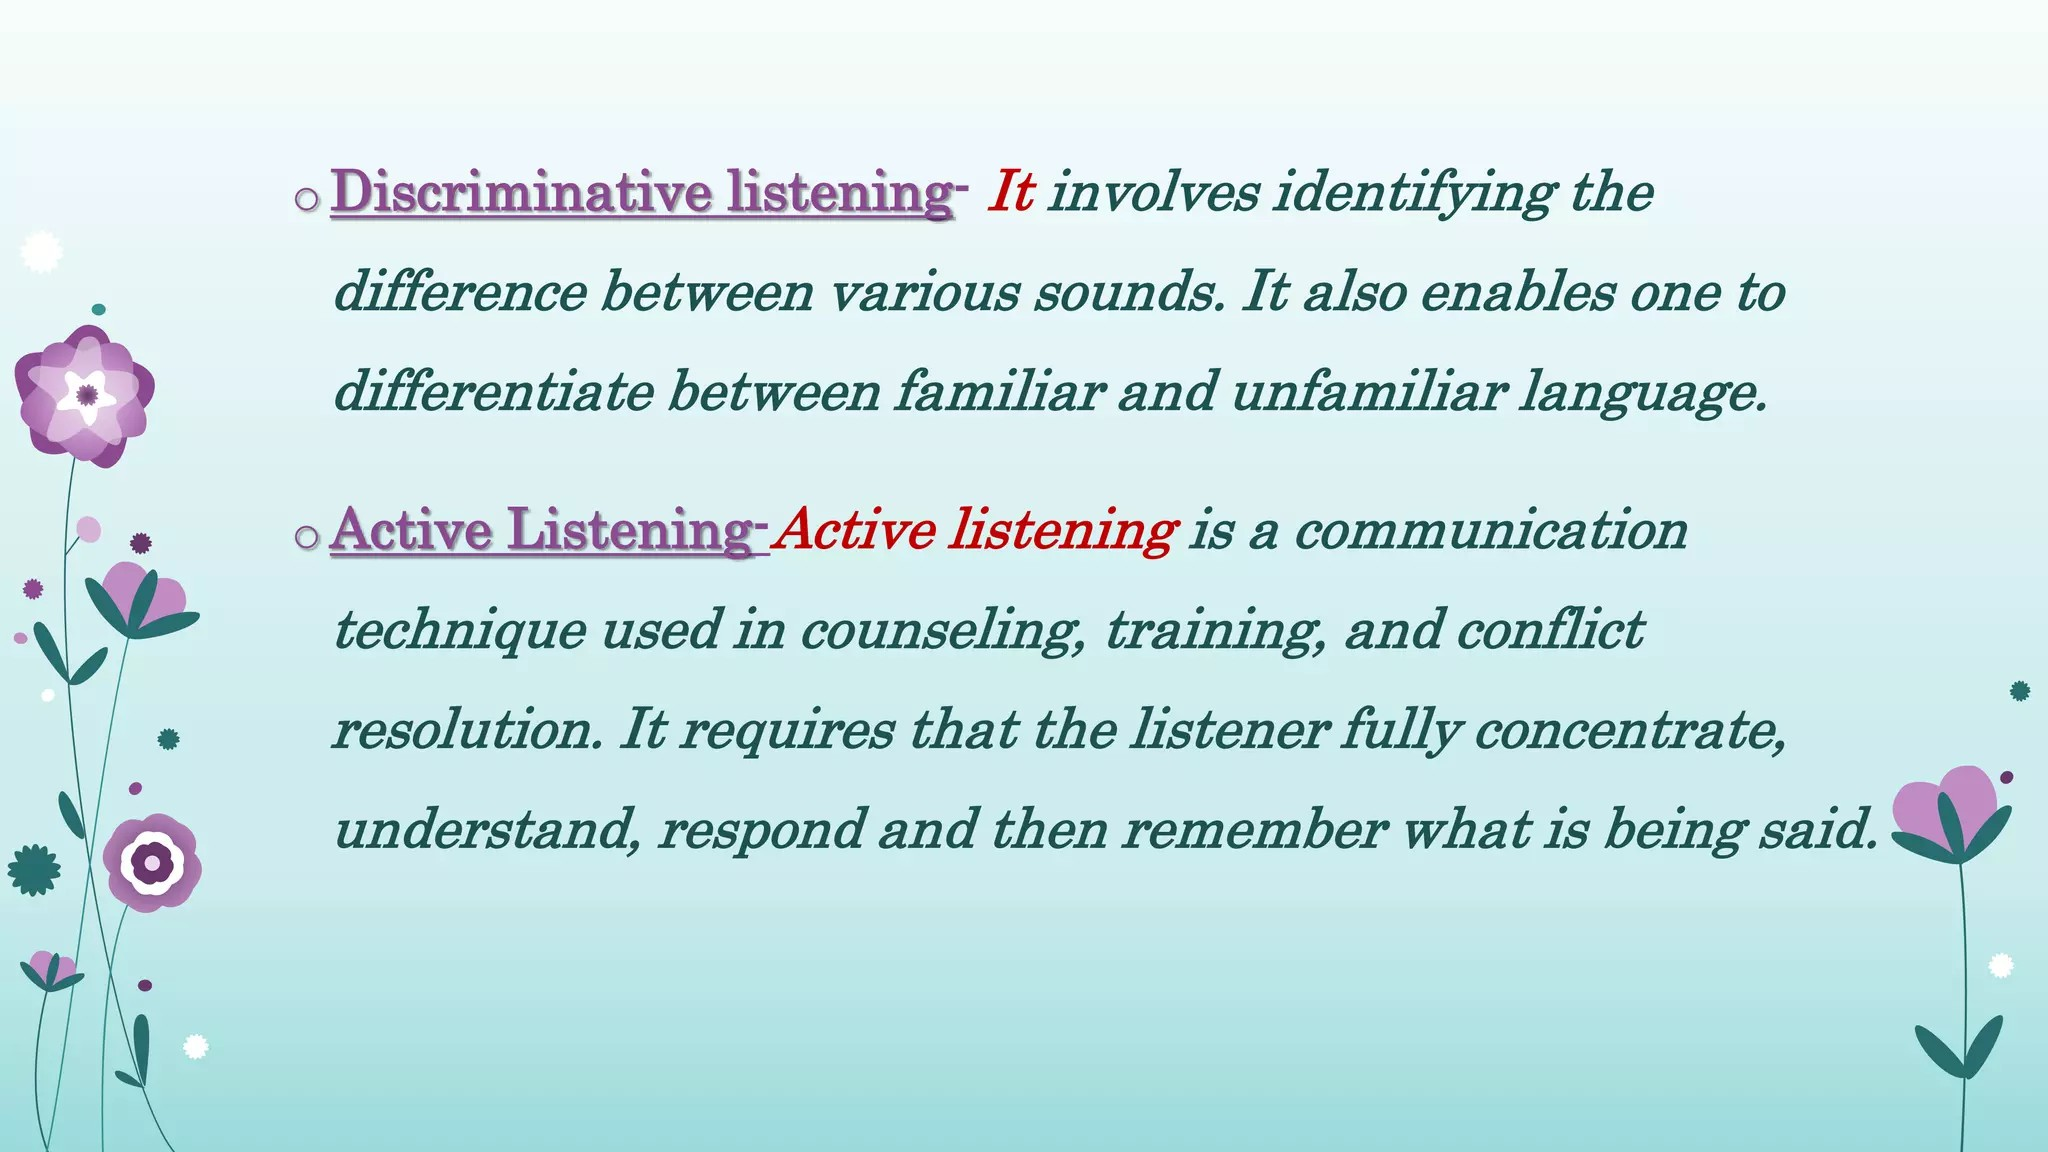 o Discriminative listening- It involves identifying the
difference between various sounds. It also enables one to
differentiate between familiar and unfamiliar language.
o Active Listening-Active listening is a communication
technique used in counseling, training, and conflict
resolution. It requires that the listener fully concentrate,
understand, respond and then remember what is being said.